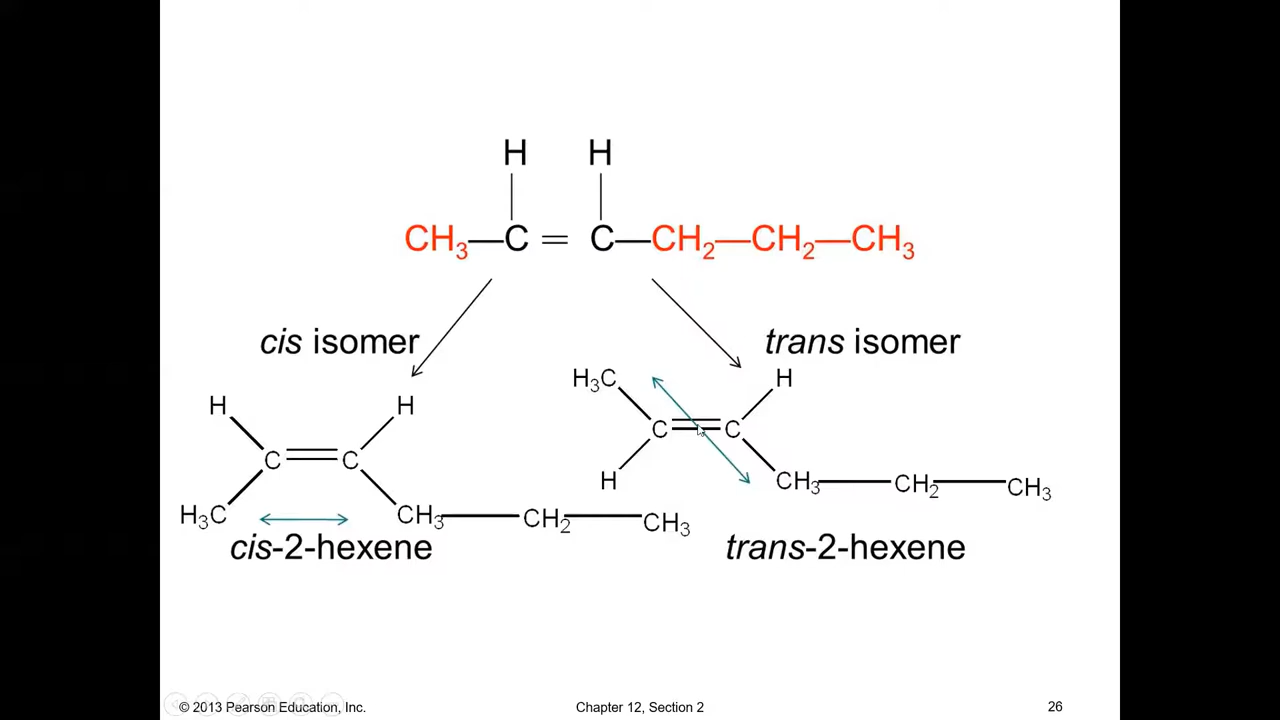 H H
CH₃—C = C—CH₂—CH₂—CH₃
cis isomer
trans isomer
H₃C H
H H
C C
C C
H
H₃C CH₃ CH₂ CH₃
CH₃ CH₂ CH₃
cis-2-hexene
trans-2-hexene
© 2013 Pearson Education, Inc.
Chapter 12, Section 2
26